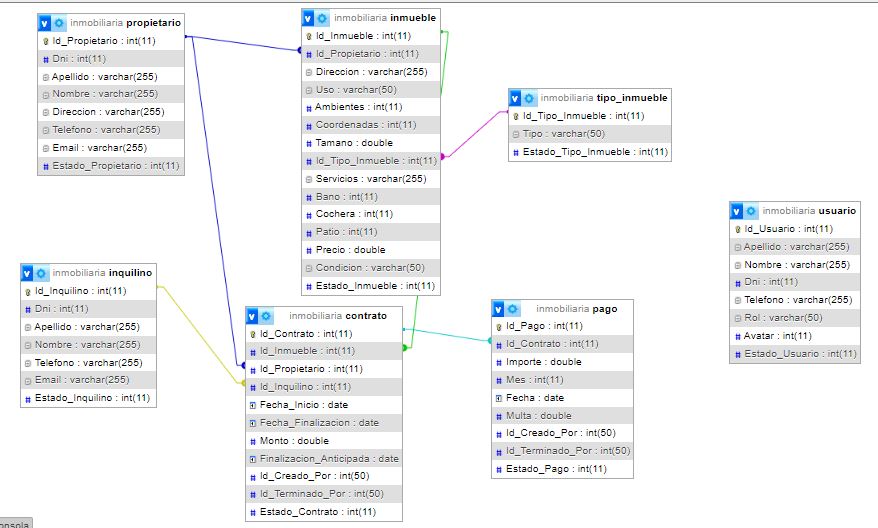 inmobiliaria propietario
Id_Propietario : int(11)
Dni : int(11)
Apellido : varchar(255)
Nombre : varchar(255)
Direccion : varchar(255)
Telefono : varchar(255)
Email : varchar(255)
Estado_Propietario : int(11)
inmobiliaria inmueble
Id_Inmueble : int(11)
Id_Propietario : int(11)
Direccion : varchar(255)
Uso : varchar(50)
Ambientes : int(11)
Coordenadas : int(11)
Tamano : double
Id_Tipo_Inmueble : int(11)
Servicios : varchar(255)
Bano : int(11)
Cochera : int(11)
Patio : int(11)
Precio : double
Condicion : varchar(50)
Estado_Inmueble : int(11)
inmobiliaria tipo_inmueble
Id_Tipo_Inmueble : int(11)
Tipo : varchar(50)
Estado_Tipo_Inmueble : int(11)
inmobiliaria usuario
Id_Usuario : int(11)
Apellido : varchar(255)
Nombre : varchar(255)
Dni : int(11)
Telefono : varchar(255)
Rol : varchar(50)
Avatar : int(11)
Estado_Usuario : int(11)
inmobiliaria inquilino
Id_Inquilino : int(11)
Dni : int(11)
Apellido : varchar(255)
Nombre : varchar(255)
Telefono : varchar(255)
Email : varchar(255)
Estado_Inquilino : int(11)
inmobiliaria contrato
Id_Contrato : int(11)
Id_Inmueble : int(11)
Id_Propietario : int(11)
Id_Inquilino : int(11)
Fecha_Inicio : date
Fecha_Finalizacion : date
Monto : double
Finalizacion_Anticipada : date
Id_Creado_Por : int(50)
Id_Terminado_Por : int(50)
Estado_Contrato : int(11)
inmobiliaria pago
Id_Pago : int(11)
Id_Contrato : int(11)
Importe : double
Mes : int(11)
Fecha : date
Multa : double
Id_Creado_Por : int(50)
Id_Terminado_Por : int(50)
Estado_Pago : int(11)
onsola